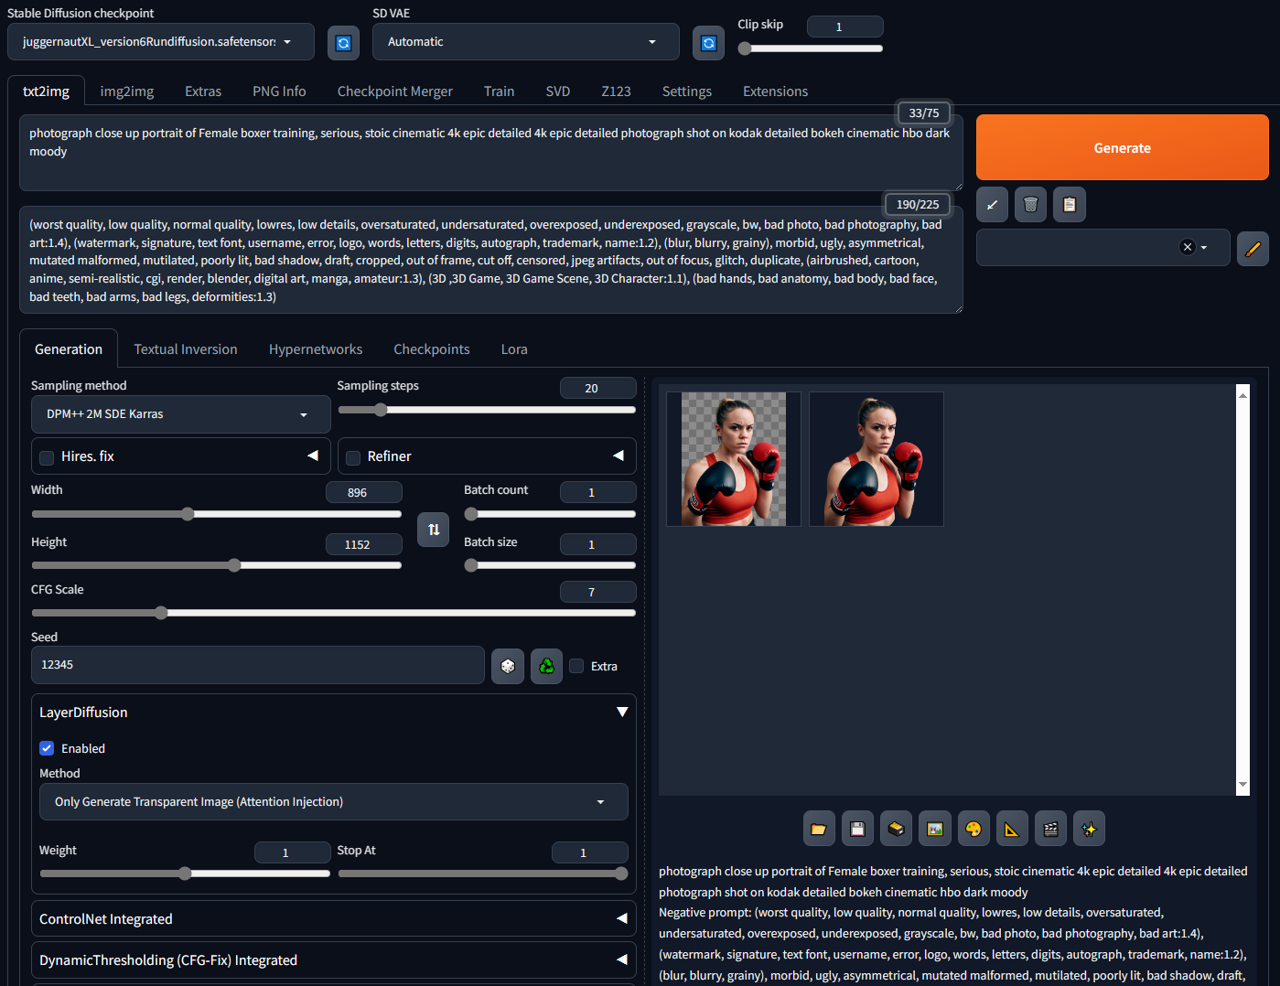 Stable Diffusion checkpoint
SD VAE
Clip skip
1
juggernautXL_version6Rundiffusion.safetensors
Automatic
txt2img
img2img
Extras
PNG Info
Checkpoint Merger
Train
SVD
Z123
Settings
Extensions
33/75
photograph close up portrait of Female boxer training, serious, stoic cinematic 4k epic detailed 4k epic detailed photograph shot on kodak detailed bokeh cinematic hbo dark
moody
Generate
190/225
(worst quality, low quality, normal quality, lowres, low details, oversaturated, undersaturated, overexposed, underexposed, grayscale, bw, bad photo, bad photography, bad
art:1.4), (watermark, signature, text font, username, error, logo, words, letters, digits, autograph, trademark, name:1.2), (blur, blurry, grainy), morbid, ugly, asymmetrical,
mutated malformed, mutilated, poorly lit, bad shadow, draft, cropped, out of frame, cut off, censored, jpeg artifacts, out of focus, glitch, duplicate, (airbrushed, cartoon,
anime, semi-realistic, cgi, render, blender, digital art, manga, amateur:1.3), (3D ,3D Game, 3D Game Scene, 3D Character:1.1), (bad hands, bad anatomy, bad body, bad face,
bad teeth, bad arms, bad legs, deformities:1.3)
Generation
Textual Inversion
Hypernetworks
Checkpoints
Lora
Sampling method
Sampling steps
20
DPM++ 2M SDE Karras
Hires. fix
Refiner
Width
896
Batch count
1
Height
1152
Batch size
1
CFG Scale
7
Seed
12345
Extra
LayerDiffusion
Enabled
Method
Only Generate Transparent Image (Attention Injection)
Weight
1
Stop At
1
ControlNet Integrated
DynamicThresholding (CFG-Fix) Integrated
photograph close up portrait of Female boxer training, serious, stoic cinematic 4k epic detailed 4k epic detailed
photograph shot on kodak detailed bokeh cinematic hbo dark moody
Negative prompt: (worst quality, low quality, normal quality, lowres, low details, oversaturated,
undersaturated, overexposed, underexposed, grayscale, bw, bad photo, bad photography, bad art:1.4),
(watermark, signature, text font, username, error, logo, words, letters, digits, autograph, trademark, name:1.2),
(blur, blurry, grainy), morbid, ugly, asymmetrical, mutated malformed, mutilated, poorly lit, bad shadow, draft,